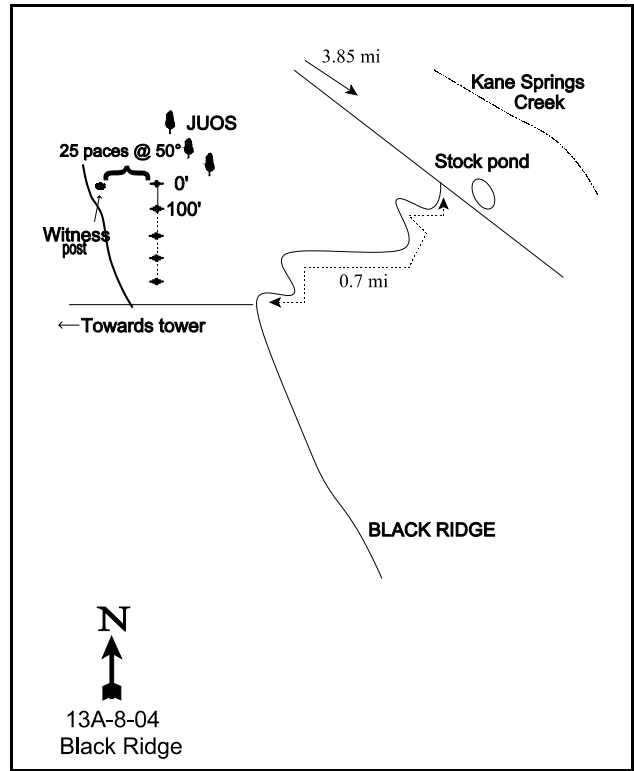 3.85 mi
Kane Springs
Creek
JUOS
25 paces @ 50°
Stock pond
0'
100'
Witness
post
0.7 mi
←Towards tower
BLACK RIDGE
N
13A-8-04
Black Ridge